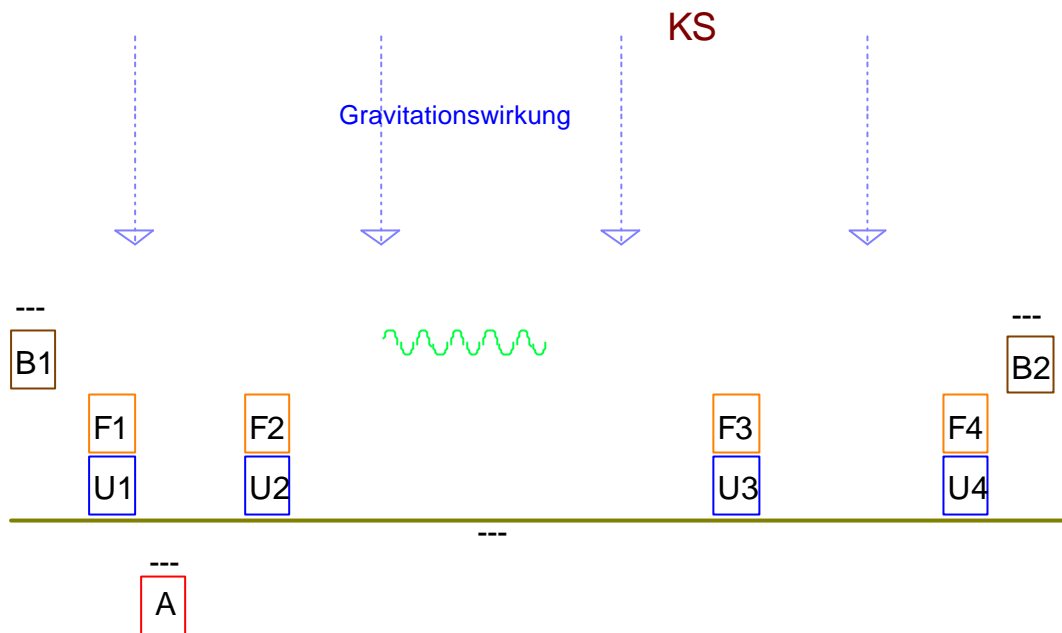 KS
Gravitationswirkung
---
---
B1
B2
F1 F2 F3 F4
U1 U2 U3 U4
---
---
A